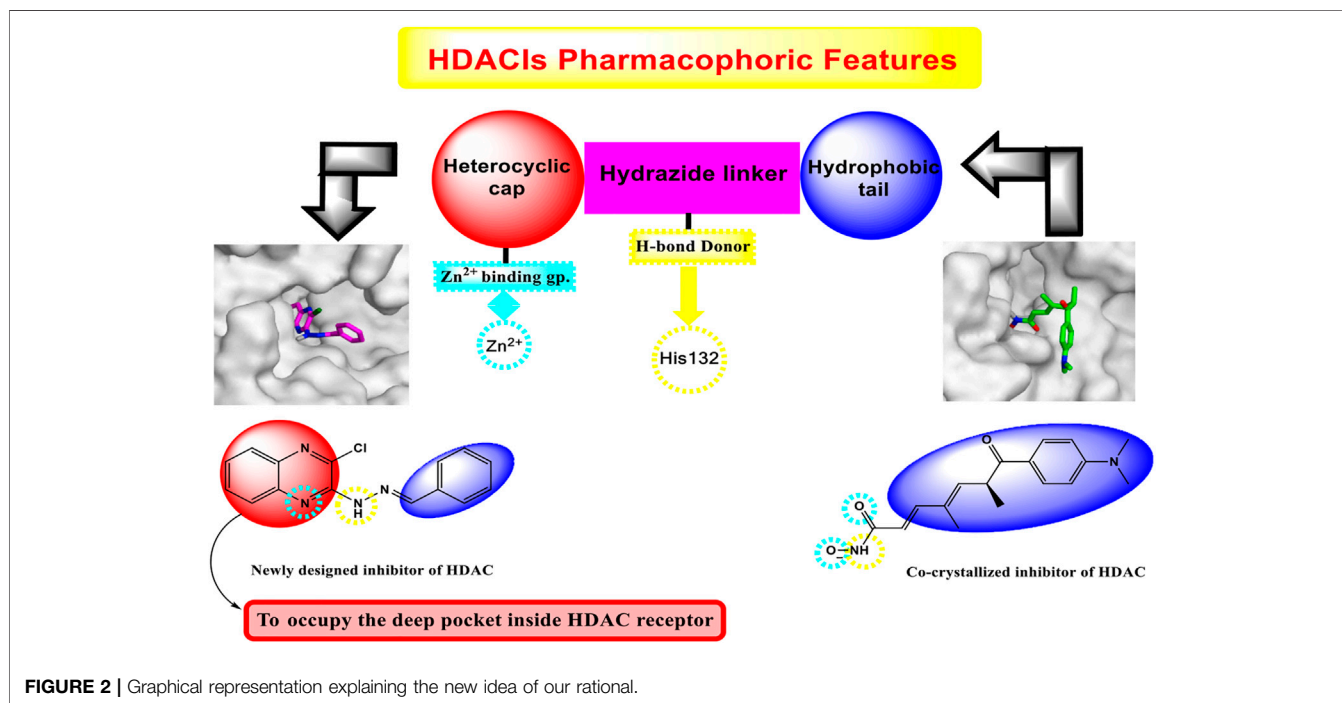 HDACIs Pharmacophoric Features
Heterocyclic
cap
Hydrazide linker
Hydrophobic
tail
Zn2+ binding gp.
H-bond Donor
Zn2+
His132
N
Cl
N
N
H
N
Newly designed inhibitor of HDAC
To occupy the deep pocket inside HDAC receptor
O
N
O
O
−
NH
Co-crystallized inhibitor of HDAC
FIGURE 2 | Graphical representation explaining the new idea of our rational.